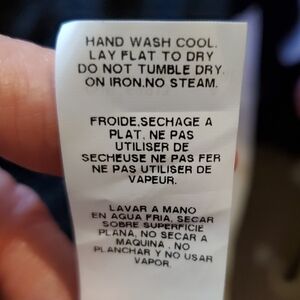 HAND WASH COOL.
LAY FLAT TO DRY
DO NOT TUMBLE DRY.
ON IRON.NO STEAM.
FROIDE.SECHAGE A
PLAT. NE PAS
UTILISER DE
SECHEUSE NE PAS FER
NE PAS UTILISER DE
VAPEUR.
LAVAR A MANO
EN AGUA FRIA, SECAR
SOBRE SUPERFICIE
PLANA, NO SECAR A
MAQUINA . NO
PLANCHAR Y NO USAR
VAPOR.